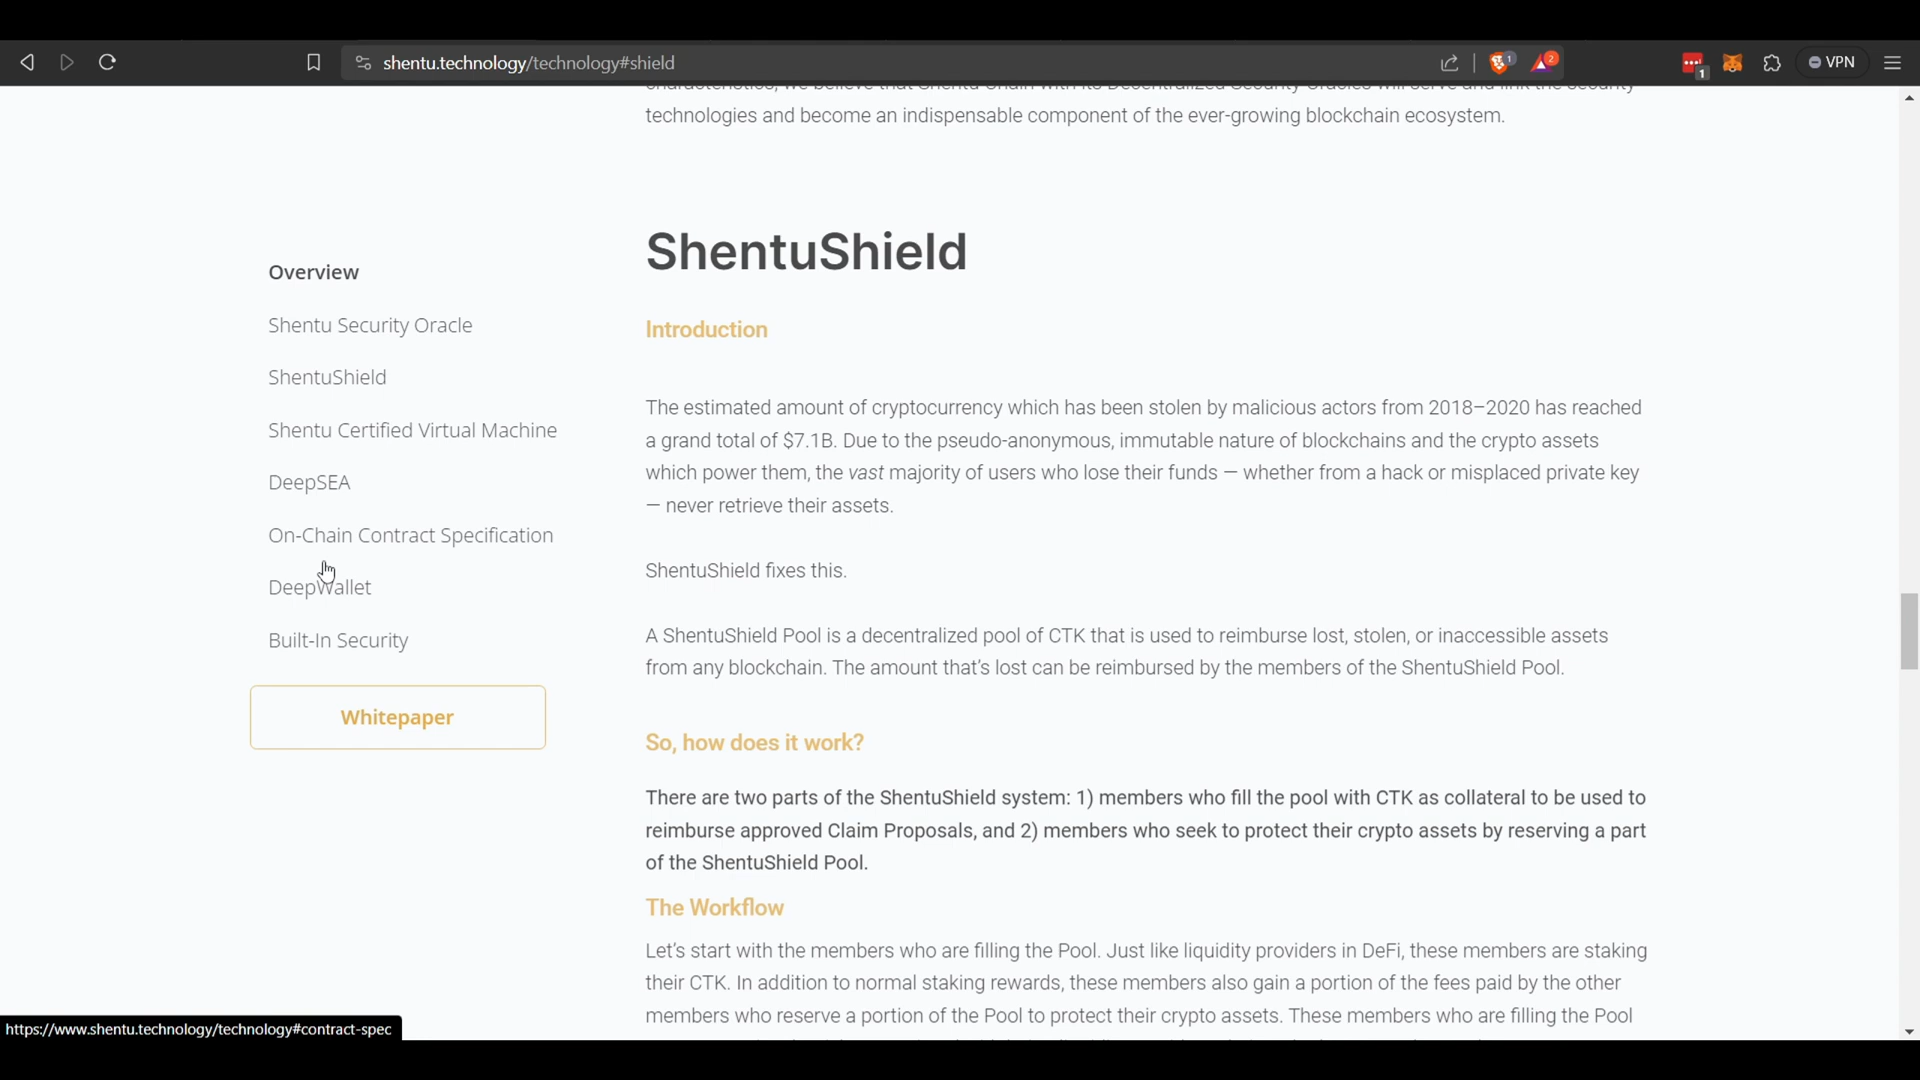 shentu.technology/technology#shield
1
2
1
VPN
technologies and become an indispensable component of the ever-growing blockchain ecosystem.
Overview
Shentu Security Oracle
ShentuShield
Shentu Certified Virtual Machine
DeepSEA
On-Chain Contract Specification
DeepWallet
Built-In Security
Whitepaper
ShentuShield
Introduction
The estimated amount of cryptocurrency which has been stolen by malicious actors from 2018–2020 has reached
a grand total of $7.1B. Due to the pseudo-anonymous, immutable nature of blockchains and the crypto assets
which power them, the vast majority of users who lose their funds — whether from a hack or misplaced private key
— never retrieve their assets.
ShentuShield fixes this.
A ShentuShield Pool is a decentralized pool of CTK that is used to reimburse lost, stolen, or inaccessible assets
from any blockchain. The amount that's lost can be reimbursed by the members of the ShentuShield Pool.
So, how does it work?
There are two parts of the ShentuShield system: 1) members who fill the pool with CTK as collateral to be used to
reimburse approved Claim Proposals, and 2) members who seek to protect their crypto assets by reserving a part
of the ShentuShield Pool.
The Workflow
Let's start with the members who are filling the Pool. Just like liquidity providers in DeFi, these members are staking
their CTK. In addition to normal staking rewards, these members also gain a portion of the fees paid by the other
members who reserve a portion of the Pool to protect their crypto assets. These members who are filling the Pool
https://www.shentu.technology/technology#contract-spec